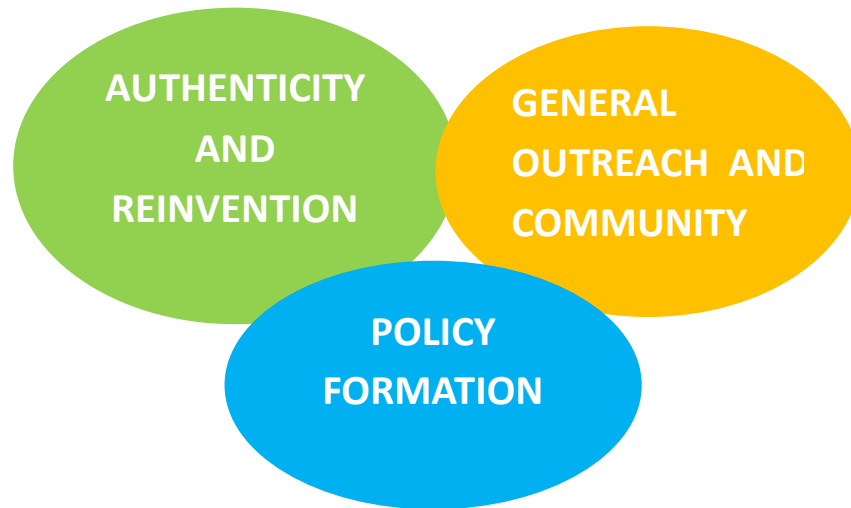 AUTHENTICITY
AND
REINVENTION
GENERAL
OUTREACH AND
COMMUNITY
POLICY
FORMATION